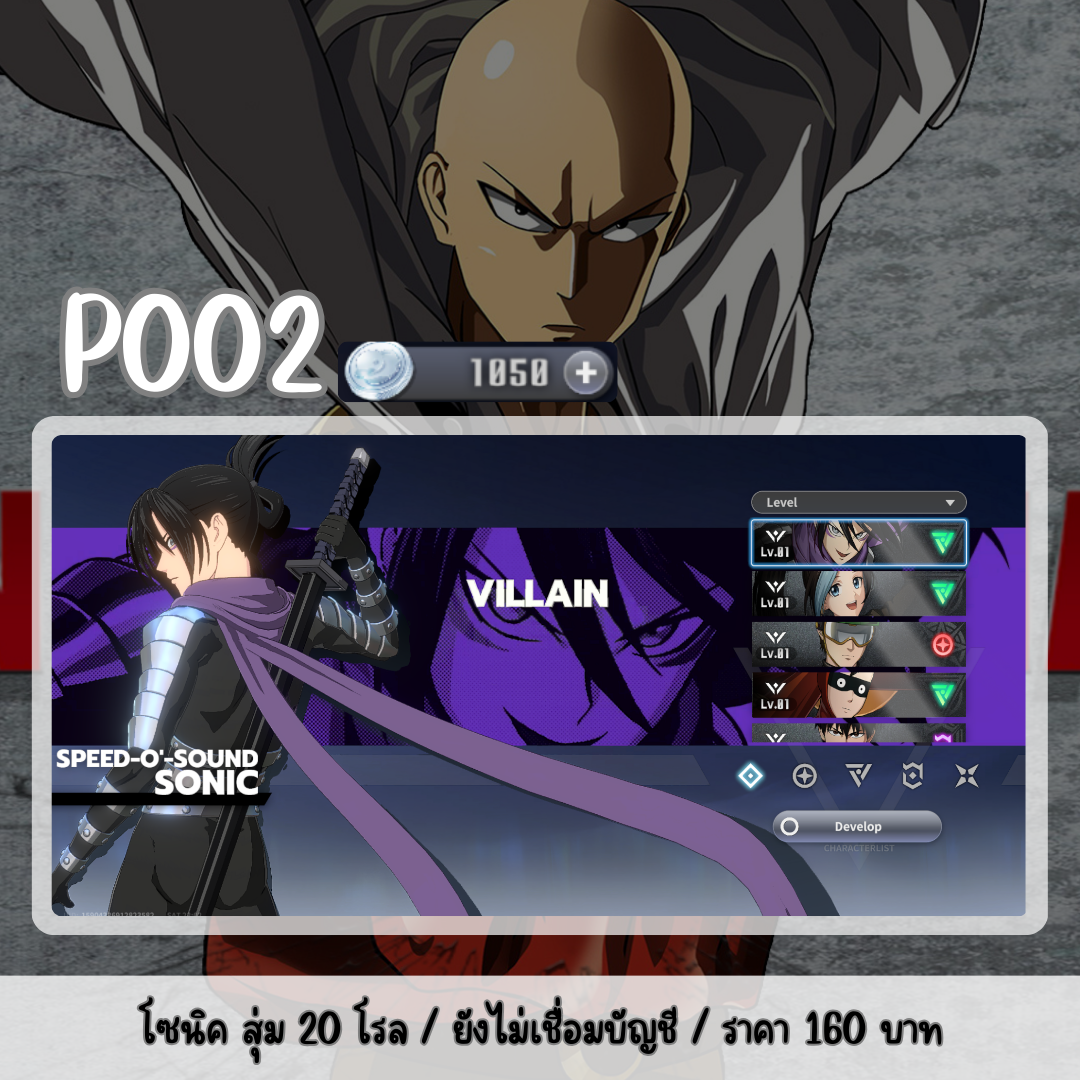 P002
1050
Level
Lv.01
VILLAIN
Lv.01
Lv.01
Lv.01
SPEED-O'-SOUND
SONIC
Develop
CHARACTERLIST
โซนิค สุ่ม 20 โรล / ยังไม่เชื่อมบัญชี / ราคา 160 บาท